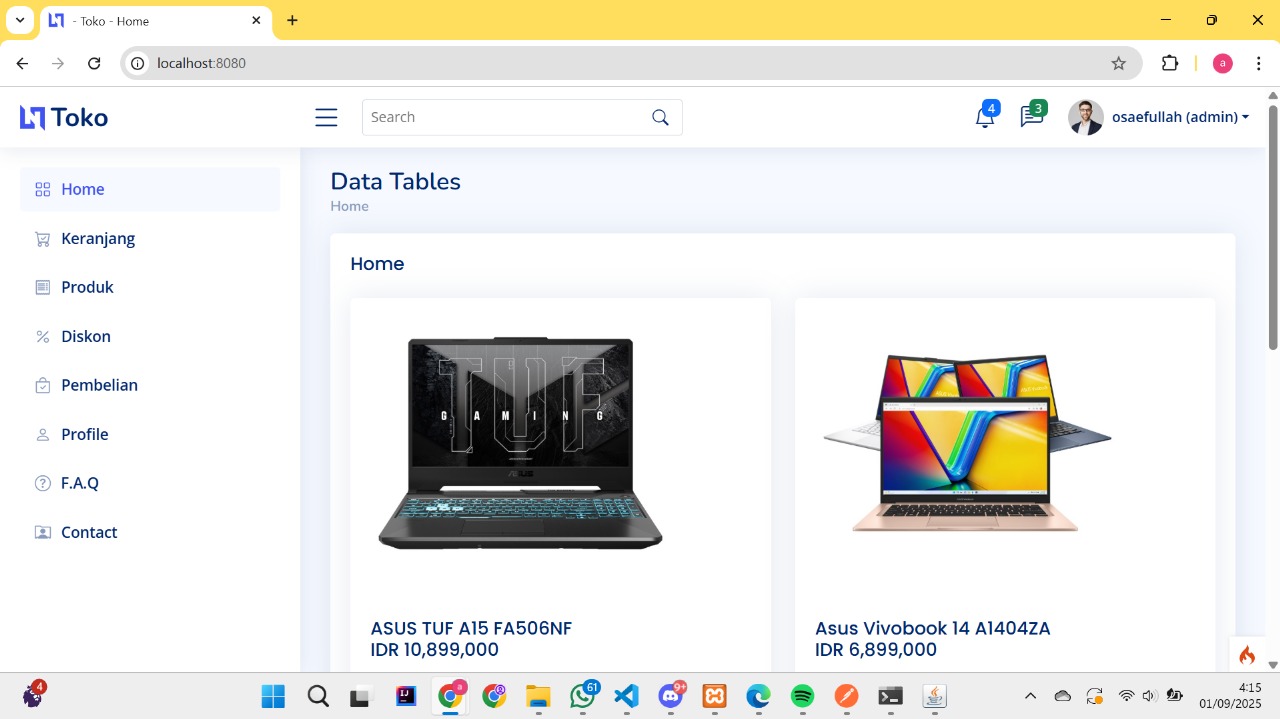 - Toko - Home
localhost:8080
Toko
Search
4
3
osaefullah (admin)
Home
Keranjang
Produk
Diskon
Pembelian
Profile
F.A.Q
Contact
Data Tables
Home
Home
TUF
GAMING
ASUS TUF A15 FA506NF
IDR 10,899,000
Asus Vivobook 14 A1404ZA
IDR 6,899,000
4
a
61
9+
4:15
01/09/2025